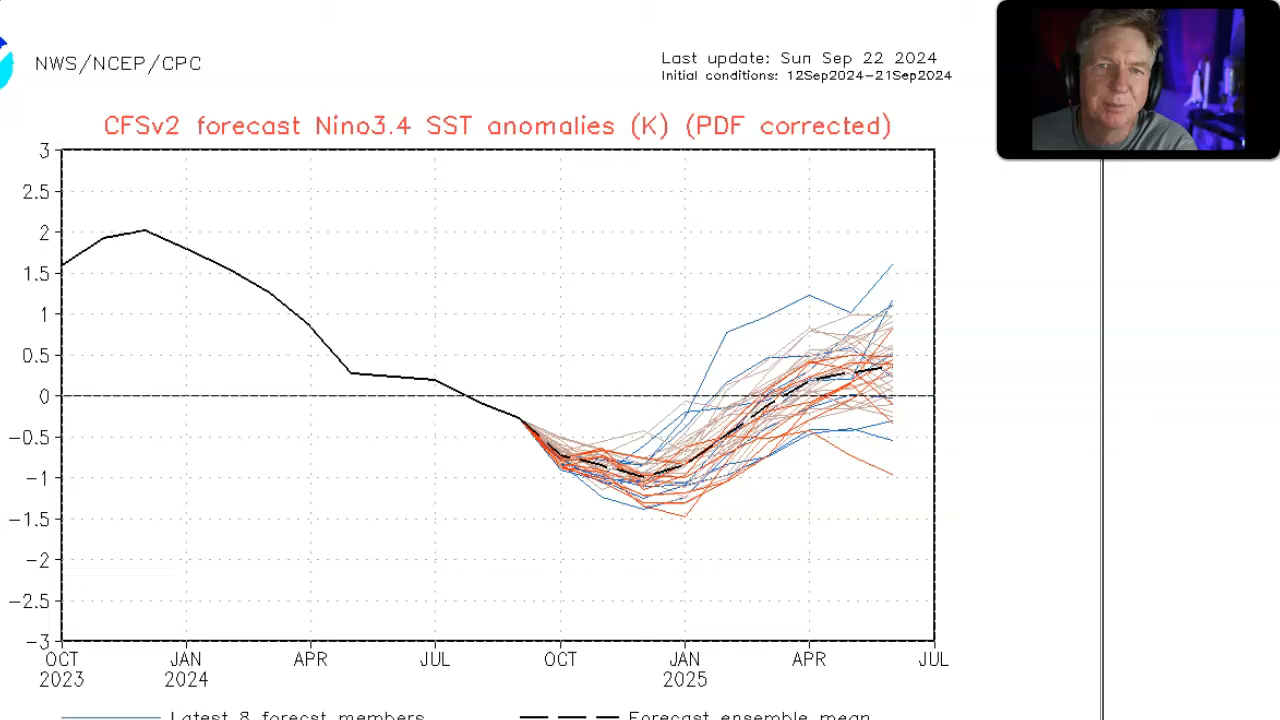 NWS/NCEP/CPC
Last update: Sun Sep 22 2024
Initial conditions: 12Sep2024–21Sep2024
CFSv2 forecast Nino3.4 SST anomalies (K) (PDF corrected)
3
2.5
2
1.5
1
0.5
0
−0.5
−1
−1.5
−2
−2.5
−3
OCT JAN APR JUL OCT JAN APR JUL
2023 2024 2025
Latest 8 forecast members Forecast ensemble mean